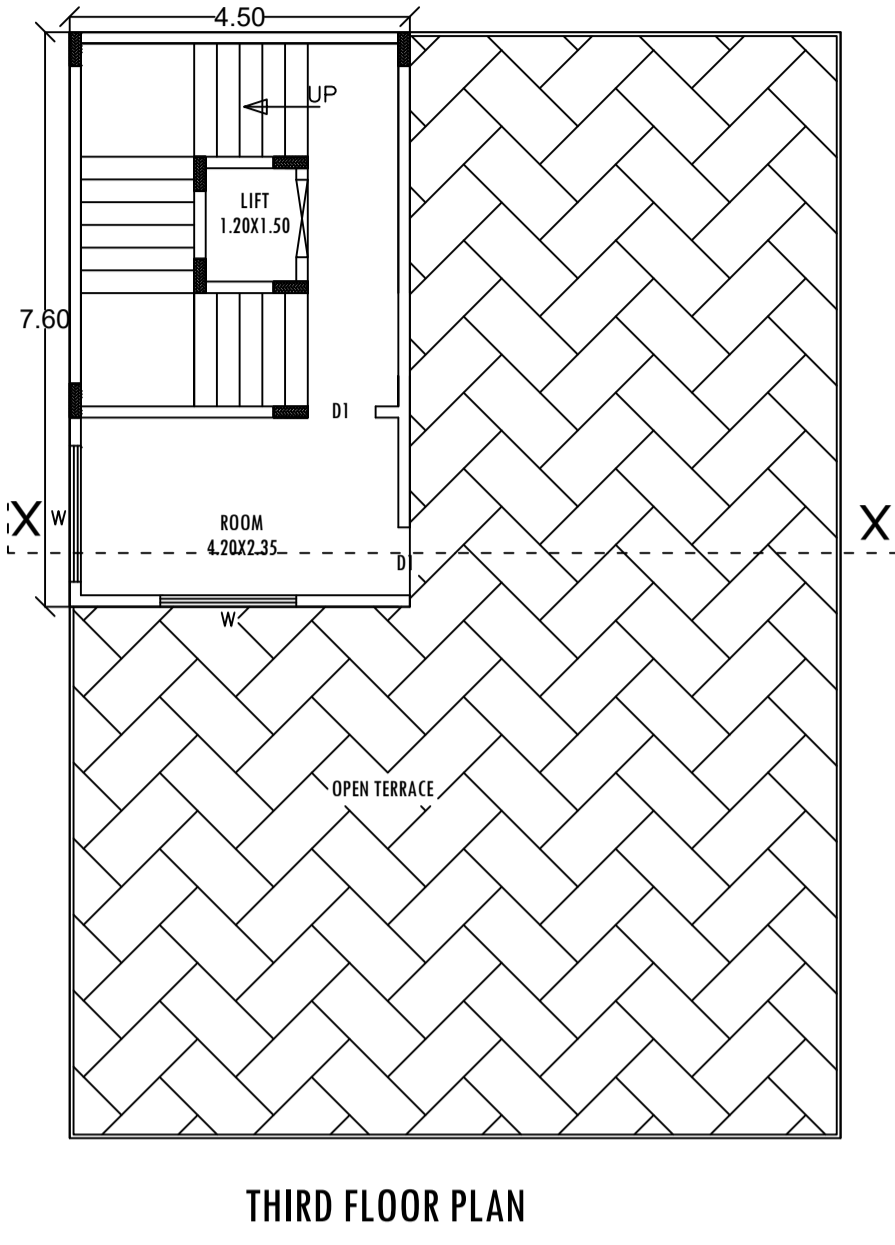 4.50
UP
LIFT
1.20X1.50
7.60
D1
X
W
ROOM
4.20X2.35
X
D1
W
OPEN TERRACE
THIRD FLOOR PLAN